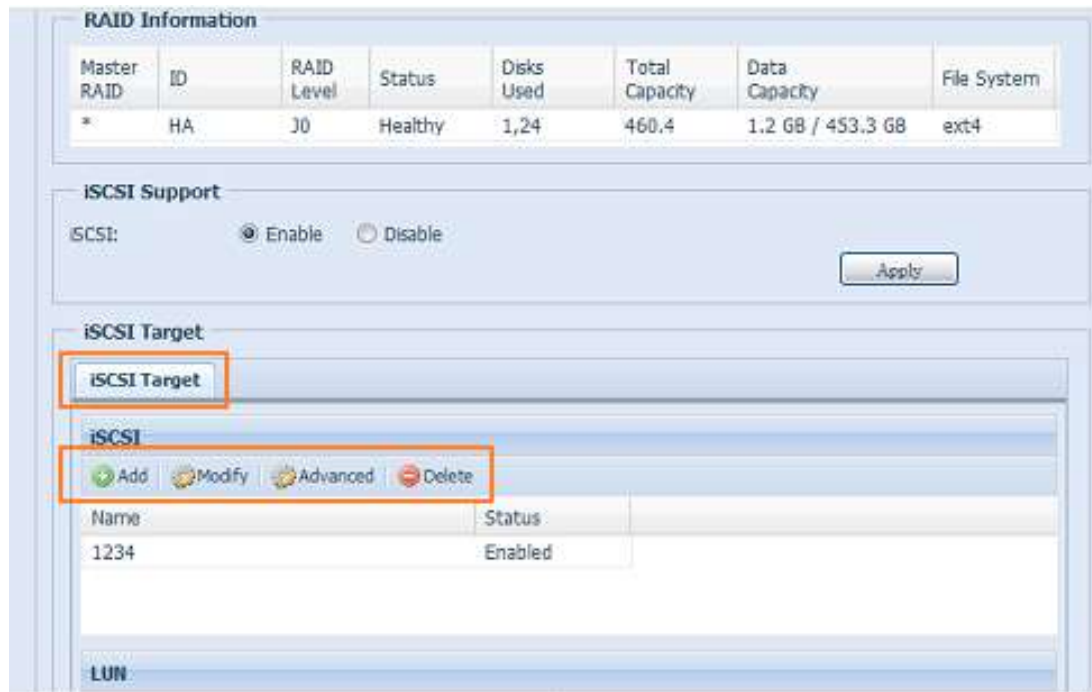 RAID Information
Master RAID ID RAID Level Status Disks Used Total Capacity Data Capacity File System
* HA J0 Healthy 1,24 460.4 1.2 GB / 453.3 GB ext4
iSCSI Support
iSCSI: Enable Disable
Apply
iSCSI Target
iSCSI Target
iSCSI
Add Modify Advanced Delete
Name Status
1234 Enabled
LUN